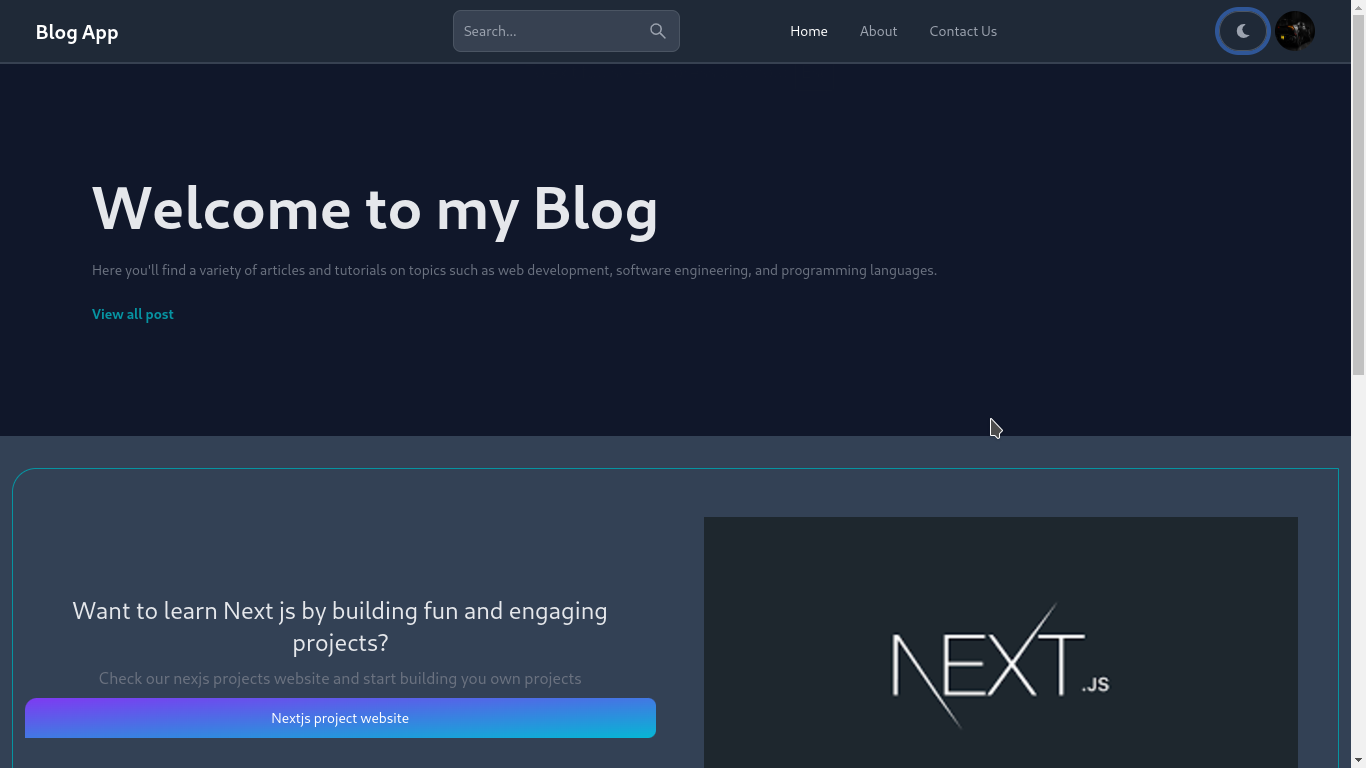 Blog App
Search...
Home
About
Contact Us
Welcome to my Blog
Here you'll find a variety of articles and tutorials on topics such as web development, software engineering, and programming languages.
View all post
Want to learn Next js by building fun and engaging
projects?
Check our nexjs projects website and start building you own projects
Nextjs project website
NEXT.JS